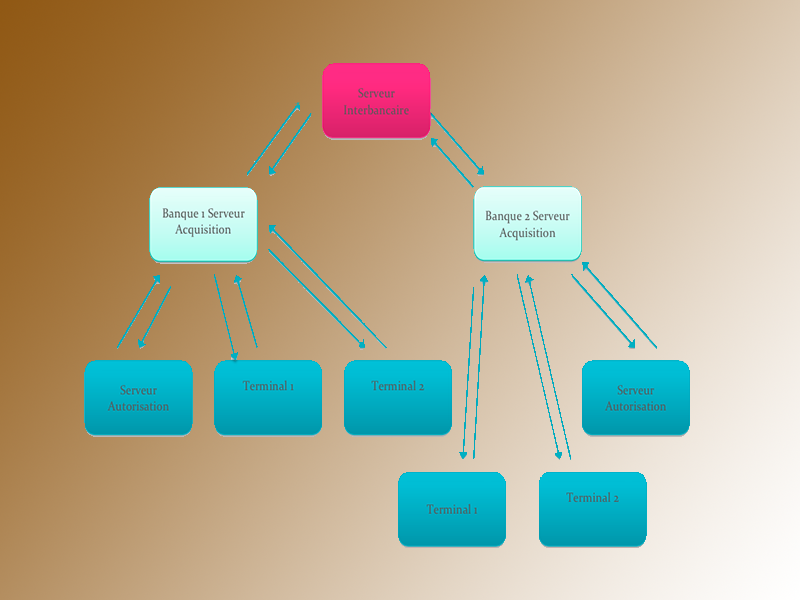 Serveur
Interbancaire
Banque 1 Serveur
Acquisition
Banque 2 Serveur
Acquisition
Serveur
Autorisation
Terminal 1
Terminal 2
Serveur
Autorisation
Terminal 1
Terminal 2